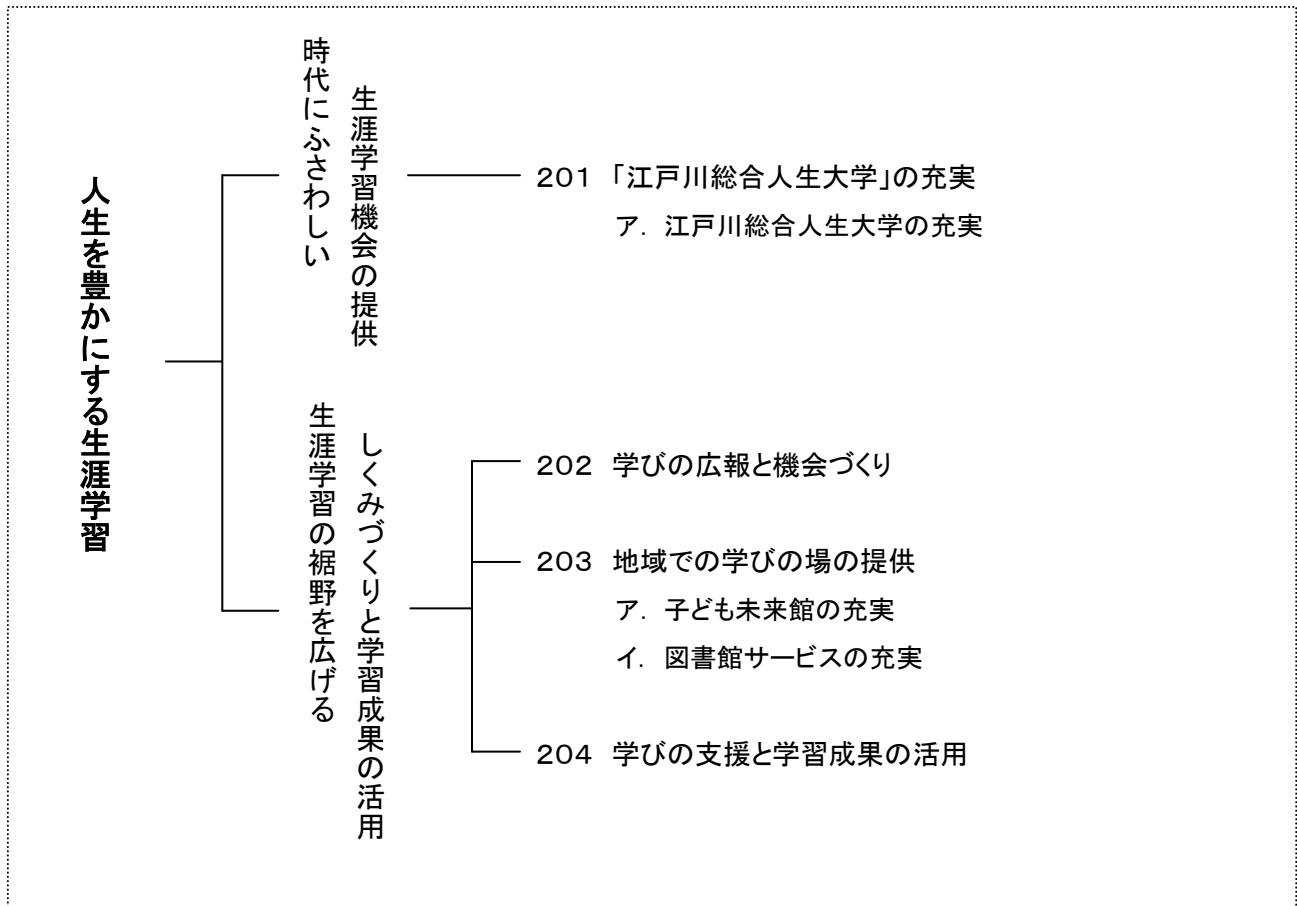 人生を豊かにする生涯学習
時代にふさわしい
生涯学習機会の提供
201 「江戸川総合人生大学」の充実
ア. 江戸川総合人生大学の充実
生涯学習の裾野を広げる
しくみづくりと学習成果の活用
202 学びの広報と機会づくり
203 地域での学びの場の提供
ア. 子ども未来館の充実
イ. 図書館サービスの充実
204 学びの支援と学習成果の活用